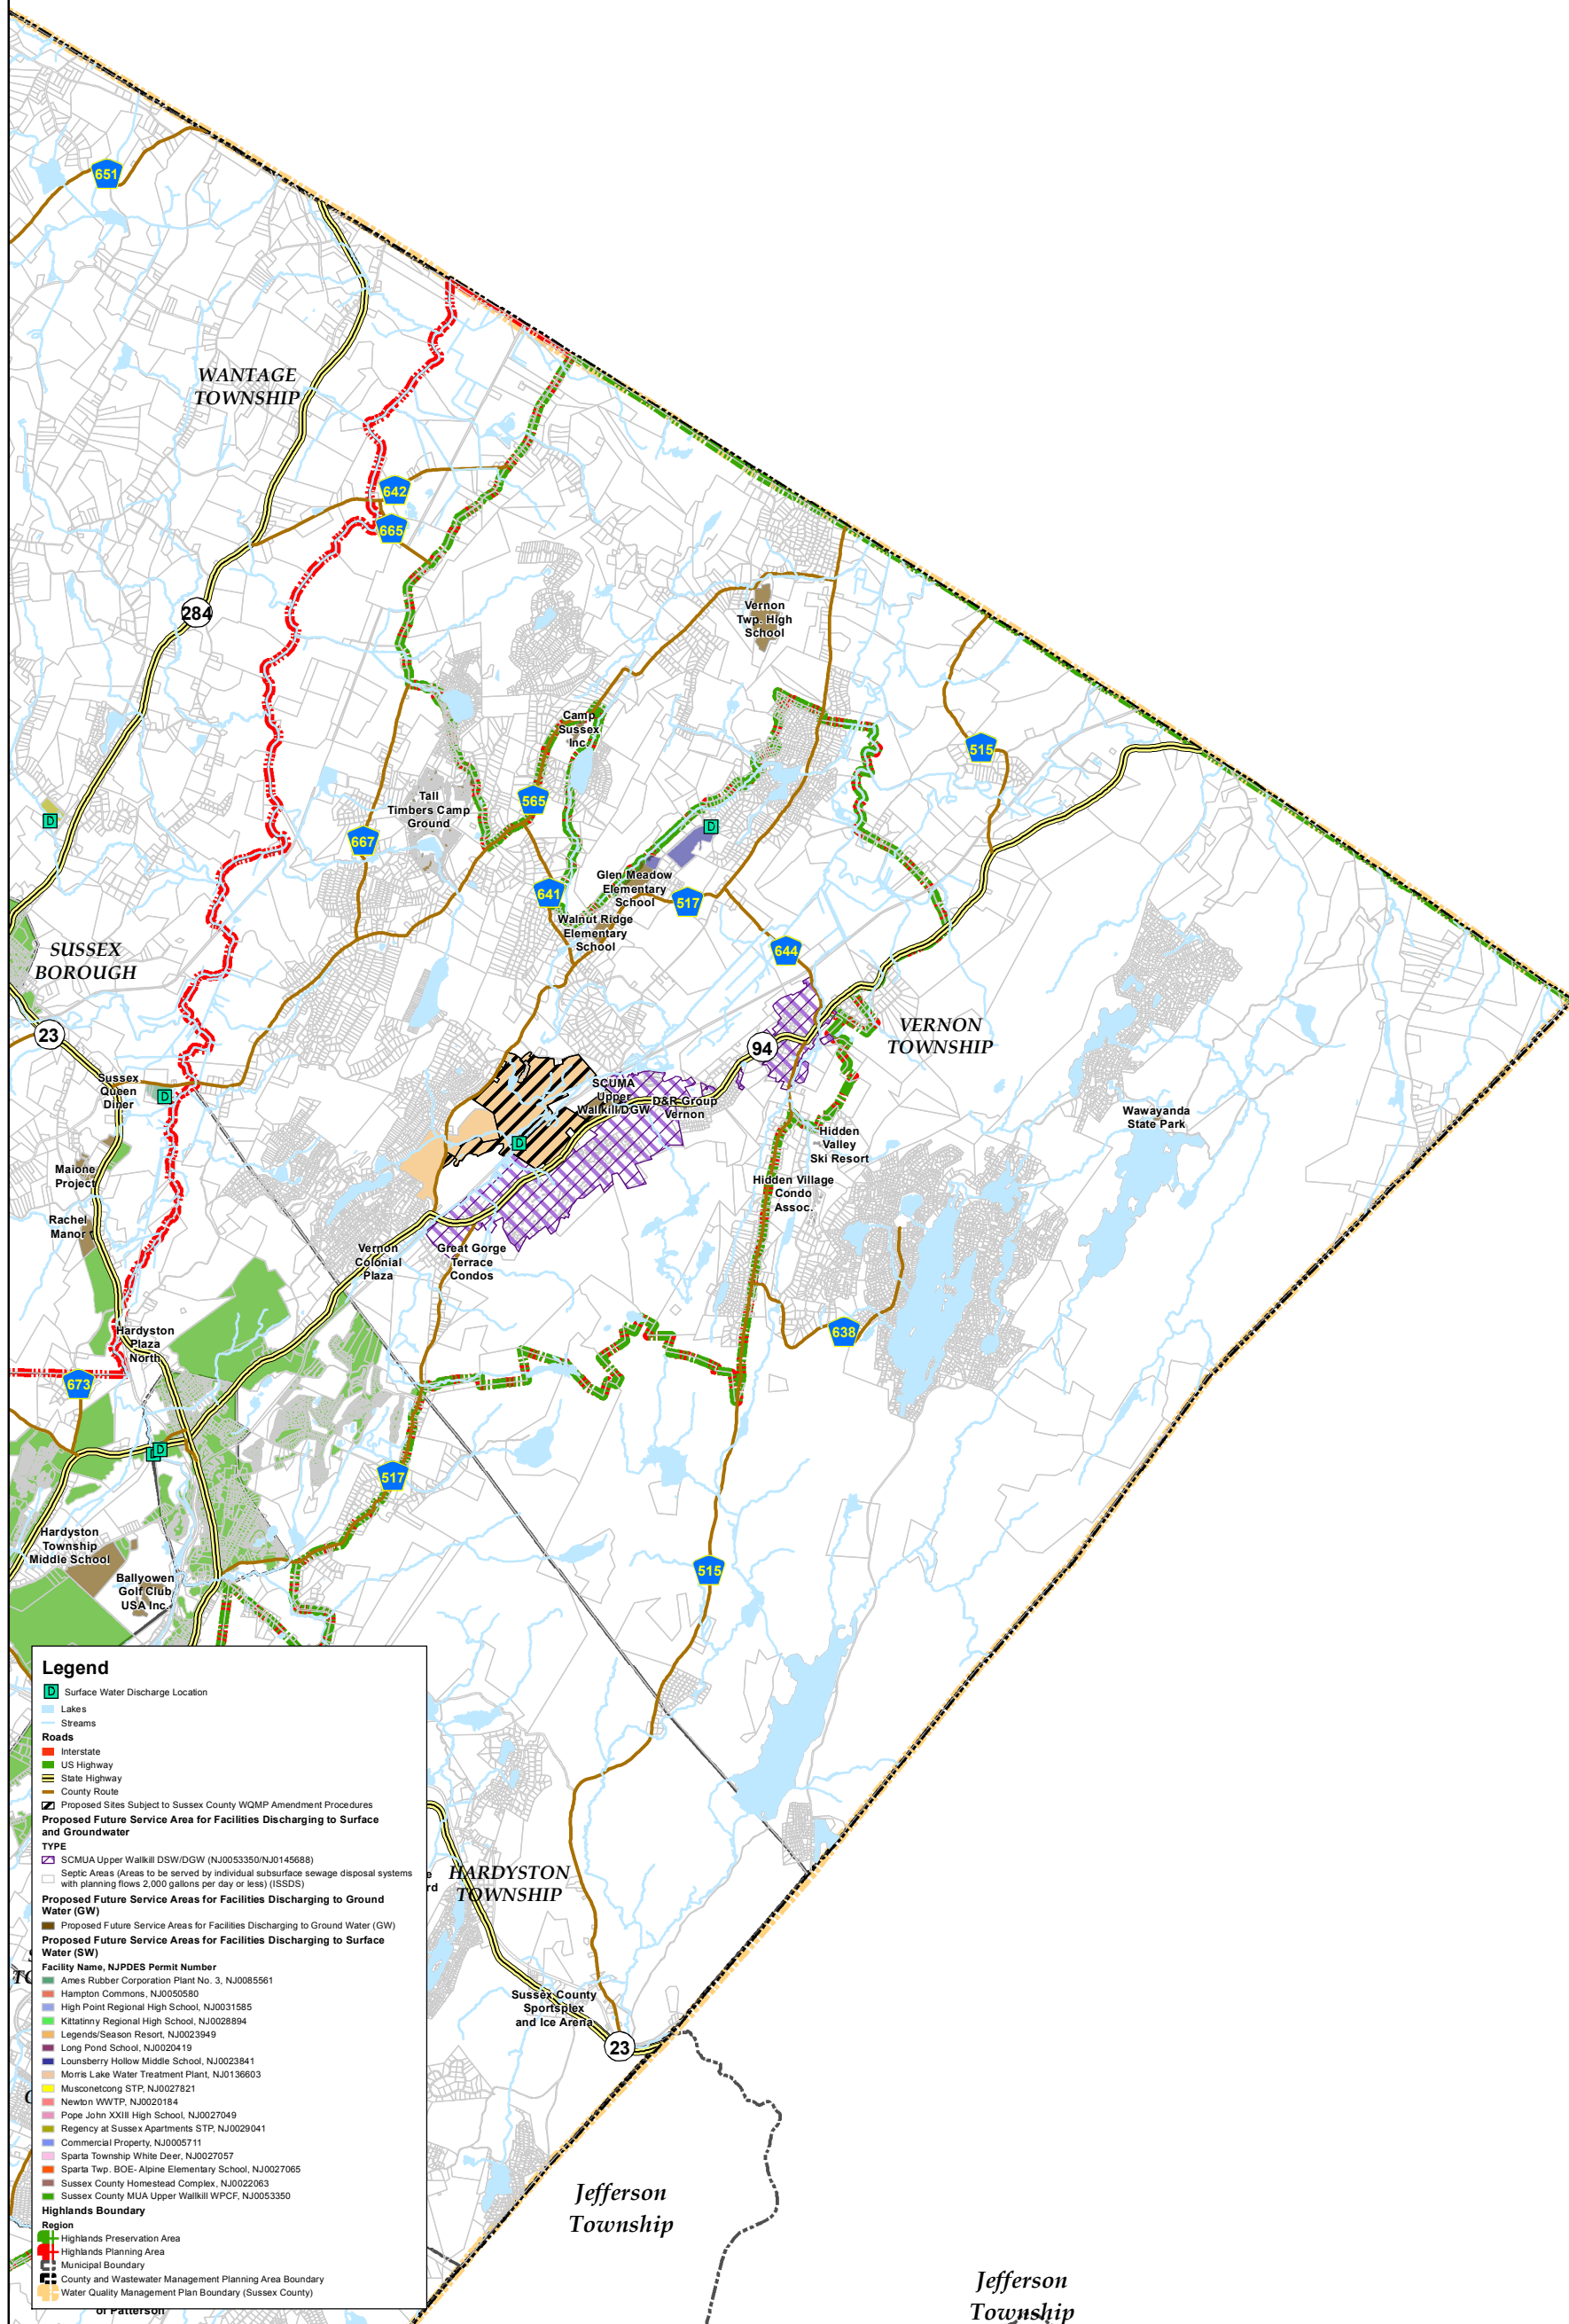 651
WANTAGE
TOWNSHIP
642
665
284
Vernon
Twp. High
School
Camp
Sussex
Inc.
515
565
Tall
Timbers Camp
Ground
667
D
D
641
Glen Meadow
Elementary
School
517
Walnut Ridge
Elementary
School
644
SUSSEX
BOROUGH
23
94
VERNON
TOWNSHIP
Sussex
Queen
Diner
D
SCUMA
Upper
Wallkill/DGW
D&R Group
Vernon
D
Wawayanda
State Park
Hidden
Valley
Ski Resort
Maione
Project
Hidden Village
Condo
Assoc.
Rachel
Manor
Vernon
Colonial
Plaza
Great Gorge
Terrace
Condos
Hardyston
Plaza
North
638
673
D
D
517
Hardyston
Township
Middle School
Ballyowen
Golf Club
USA Inc.
515
Legend
D Surface Water Discharge Location
Lakes
Streams
Roads
Interstate
US Highway
State Highway
County Route
Proposed Sites Subject to Sussex County WQMP Amendment Procedures
Proposed Future Service Area for Facilities Discharging to Surface
and Groundwater
TYPE
SCMUA Upper Wallkill DSW/DGW (NJ0053350/NJ0145688)
Septic Areas (Areas to be served by individual subsurface sewage disposal systems
with planning flows 2,000 gallons per day or less) (ISSDS)
Proposed Future Service Areas for Facilities Discharging to Ground
Water (GW)
Proposed Future Service Areas for Facilities Discharging to Ground Water (GW)
Proposed Future Service Areas for Facilities Discharging to Surface
Water (SW)
Facility Name, NJPDES Permit Number
Ames Rubber Corporation Plant No. 3, NJ0085561
Hampton Commons, NJ0050580
High Point Regional High School, NJ0031585
Kittatinny Regional High School, NJ0028894
Legends/Season Resort, NJ0023949
Long Pond School, NJ0020419
Lounsberry Hollow Middle School, NJ0023841
Morris Lake Water Treatment Plant, NJ0136603
Musconetcong STP, NJ0027821
Newton WWTP, NJ0020184
Pope John XXIII High School, NJ0027049
Regency at Sussex Apartments STP, NJ0029041
Commercial Property, NJ0005711
Sparta Township White Deer, NJ0027057
Sparta Twp. BOE- Alpine Elementary School, NJ0027065
Sussex County Homestead Complex, NJ0022063
Sussex County MUA Upper Wallkill WPCF, NJ0053350
Highlands Boundary
Region
Highlands Preservation Area
Highlands Planning Area
Municipal Boundary
County and Wastewater Management Planning Area Boundary
Water Quality Management Plan Boundary (Sussex County)
of Patterson
HARDYSTON
TOWNSHIP
Sussex County
Sportsplex
and Ice Arena
23
Jefferson
Township
Jefferson
Township